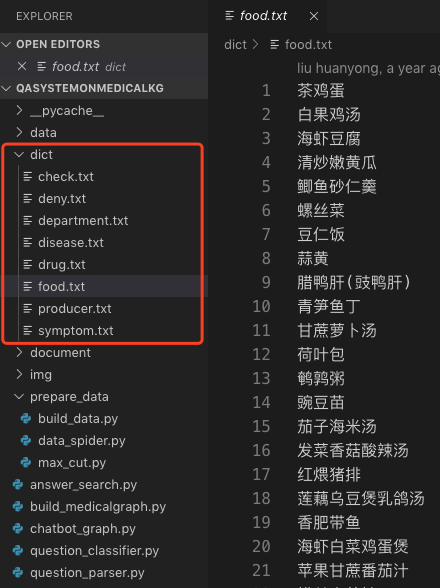 EXPLORER
OPEN EDITORS
food.txt dict
QASYSTEMONMEDICALKG
__pycache__
data
dict
check.txt
deny.txt
department.txt
disease.txt
drug.txt
food.txt
producer.txt
symptom.txt
document
img
prepare_data
build_data.py
data_spider.py
max_cut.py
answer_search.py
build_medicalgraph.py
chatbot_graph.py
question_classifier.py
question_parser.py
food.txt
dict > food.txt
liu huanyong, a year ag
1 茶鸡蛋
2 白果鸡汤
3 海虾豆腐
4 清炒嫩黄瓜
5 鲫鱼砂仁羹
6 螺丝菜
7 豆仁饭
8 蒜黄
9 腊鸭肝(豉鸭肝)
10 青笋鱼丁
11 甘蔗萝卜汤
12 荷叶包
13 鹌鹑粥
14 豌豆苗
15 茄子海米汤
16 发菜香菇酸辣汤
17 红煨猪排
18 莲藕乌豆煲乳鸽汤
19 香肥带鱼
20 海虾白菜鸡蛋煲
21 苹果甘蔗番茄汁